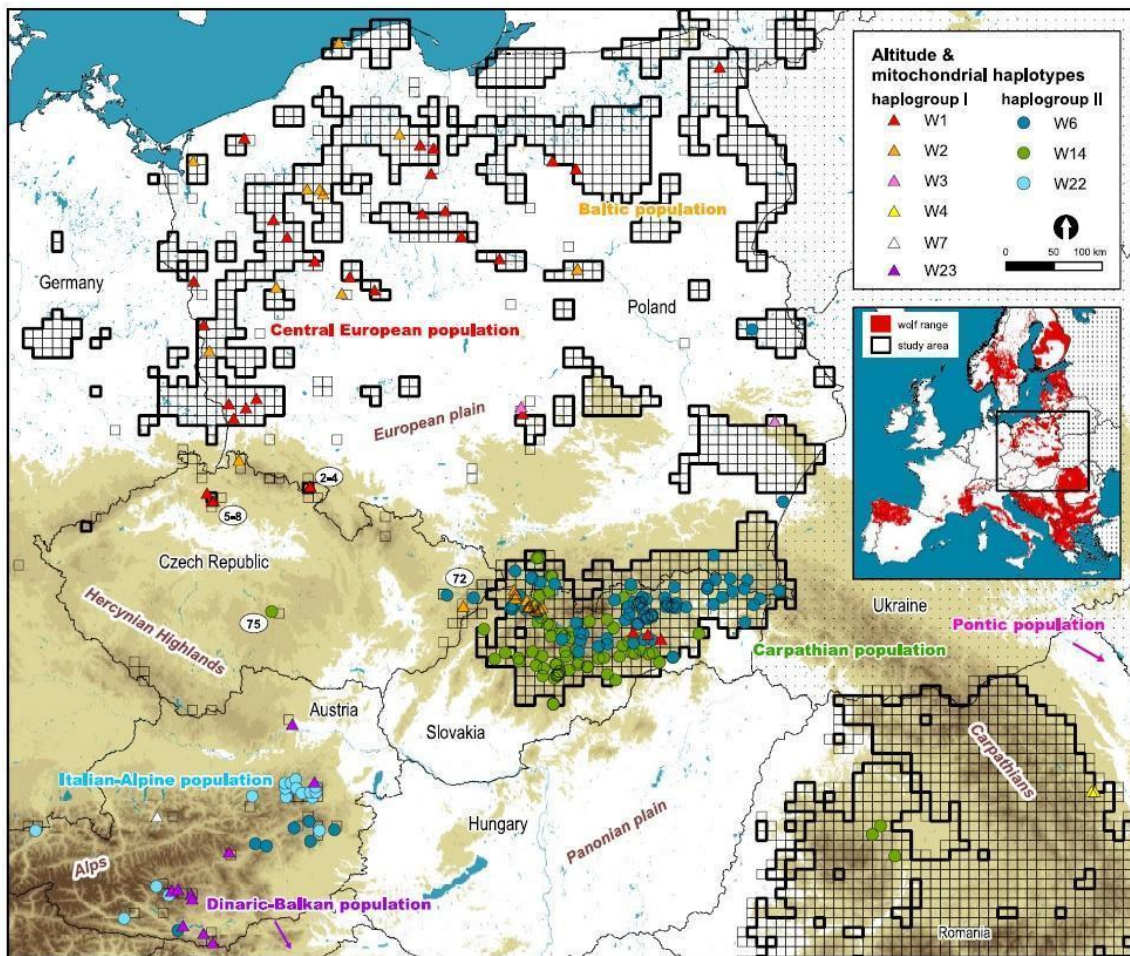 Altitude &
mitochondrial haplotypes
haplogroup I
haplogroup II
W1
W2
W3
W4
W7
W23
W6
W14
W22
0 50 100 km
wolf range
study area
Baltic population
Germany
Poland
Central European population
European plain
2=4
5=8
Czech Republic
72
Hercynian Highlands
75
Ukraine
Pontic population
Carpathian population
Austria
Slovakia
Italian-Alpine population
Carpathians
Hungary
Panonian plain
Alps
Dinaric-Balkan population
Romania